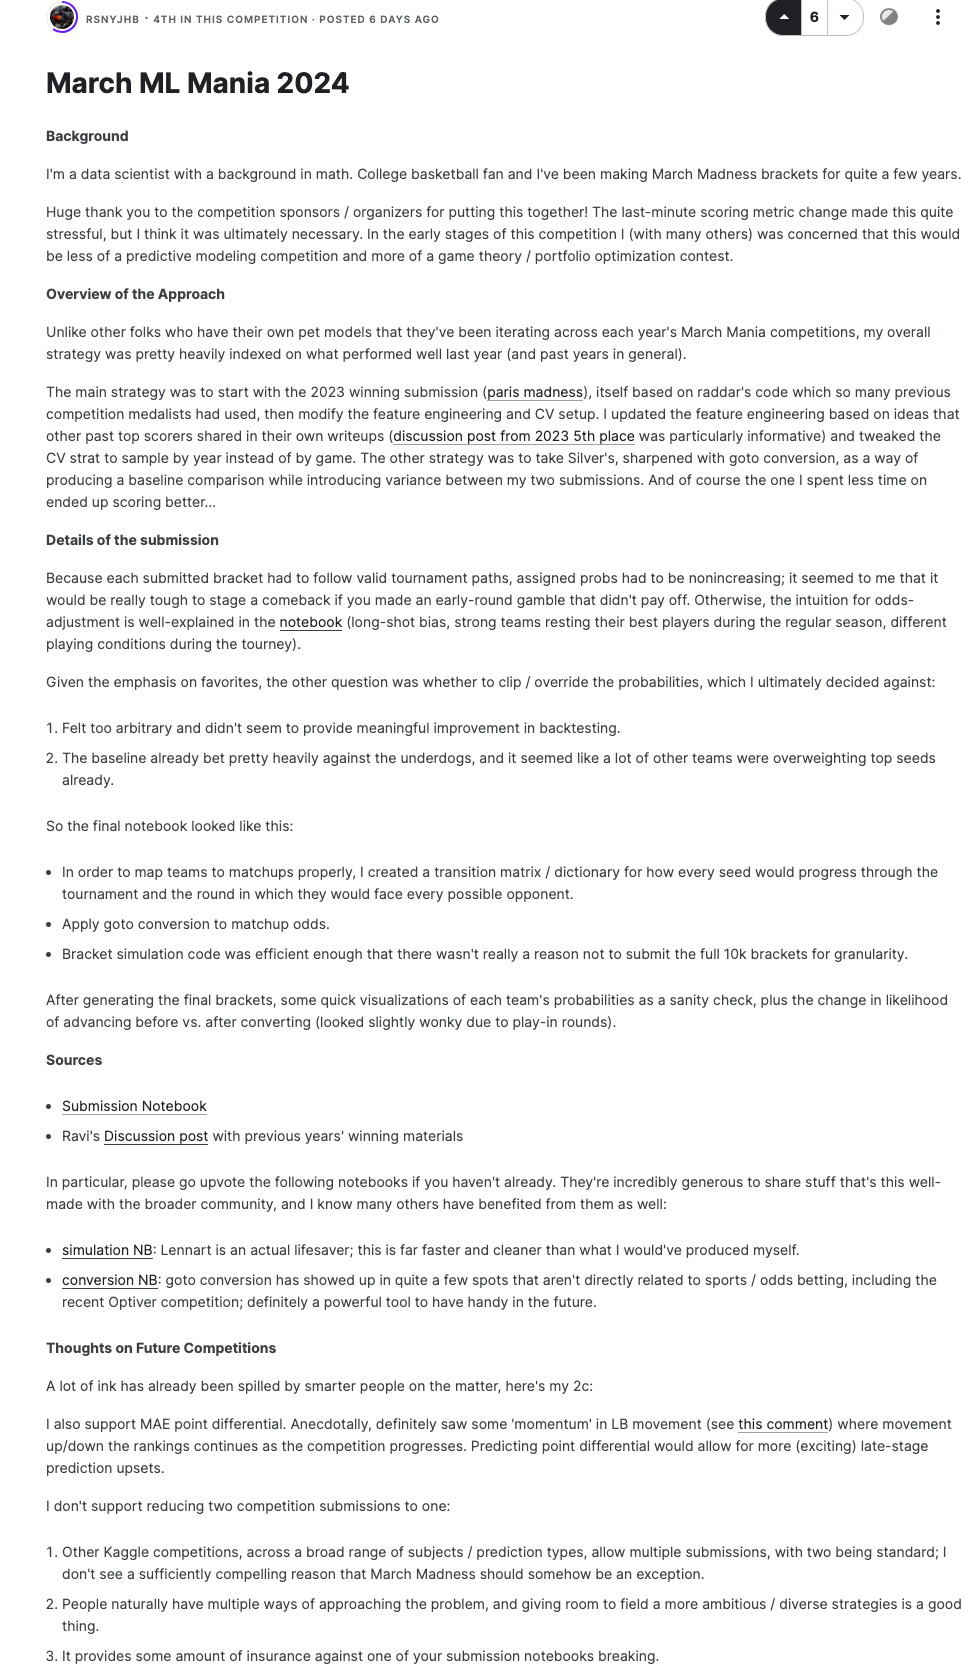 RSNYJHB · 4TH IN THIS COMPETITION · POSTED 6 DAYS AGO
6
March ML Mania 2024
Background
I'm a data scientist with a background in math. College basketball fan and I've been making March Madness brackets for quite a few years.
Huge thank you to the competition sponsors / organizers for putting this together! The last-minute scoring metric change made this quite
stressful, but I think it was ultimately necessary. In the early stages of this competition I (with many others) was concerned that this would
be less of a predictive modeling competition and more of a game theory / portfolio optimization contest.
Overview of the Approach
Unlike other folks who have their own pet models that they've been iterating across each year's March Mania competitions, my overall
strategy was pretty heavily indexed on what performed well last year (and past years in general).
The main strategy was to start with the 2023 winning submission (paris madness), itself based on raddar's code which so many previous
competition medalists had used, then modify the feature engineering and CV setup. I updated the feature engineering based on ideas that
other past top scorers shared in their own writeups (discussion post from 2023 5th place was particularly informative) and tweaked the
CV strat to sample by year instead of by game. The other strategy was to take Silver's, sharpened with goto conversion, as a way of
producing a baseline comparison while introducing variance between my two submissions. And of course the one I spent less time on
ended up scoring better...
Details of the submission
Because each submitted bracket had to follow valid tournament paths, assigned probs had to be nonincreasing; it seemed to me that it
would be really tough to stage a comeback if you made an early-round gamble that didn't pay off. Otherwise, the intuition for odds-
adjustment is well-explained in the notebook (long-shot bias, strong teams resting their best players during the regular season, different
playing conditions during the tourney).
Given the emphasis on favorites, the other question was whether to clip / override the probabilities, which I ultimately decided against:
1. Felt too arbitrary and didn't seem to provide meaningful improvement in backtesting.
2. The baseline already bet pretty heavily against the underdogs, and it seemed like a lot of other teams were overweighting top seeds
already.
So the final notebook looked like this:
• In order to map teams to matchups properly, I created a transition matrix / dictionary for how every seed would progress through the
tournament and the round in which they would face every possible opponent.
• Apply goto conversion to matchup odds.
• Bracket simulation code was efficient enough that there wasn't really a reason not to submit the full 10k brackets for granularity.
After generating the final brackets, some quick visualizations of each team's probabilities as a sanity check, plus the change in likelihood
of advancing before vs. after converting (looked slightly wonky due to play-in rounds).
Sources
• Submission Notebook
• Ravi's Discussion post with previous years' winning materials
In particular, please go upvote the following notebooks if you haven't already. They're incredibly generous to share stuff that's this well-
made with the broader community, and I know many others have benefited from them as well:
• simulation NB: Lennart is an actual lifesaver; this is far faster and cleaner than what I would've produced myself.
• conversion NB: goto conversion has showed up in quite a few spots that aren't directly related to sports / odds betting, including the
recent Optiver competition; definitely a powerful tool to have handy in the future.
Thoughts on Future Competitions
A lot of ink has already been spilled by smarter people on the matter, here's my 2c:
I also support MAE point differential. Anecdotally, definitely saw some 'momentum' in LB movement (see this comment) where movement
up/down the rankings continues as the competition progresses. Predicting point differential would allow for more (exciting) late-stage
prediction upsets.
I don't support reducing two competition submissions to one:
1. Other Kaggle competitions, across a broad range of subjects / prediction types, allow multiple submissions, with two being standard; I
don't see a sufficiently compelling reason that March Madness should somehow be an exception.
2. People naturally have multiple ways of approaching the problem, and giving room to field a more ambitious / diverse strategies is a good
thing.
3. It provides some amount of insurance against one of your submission notebooks breaking.